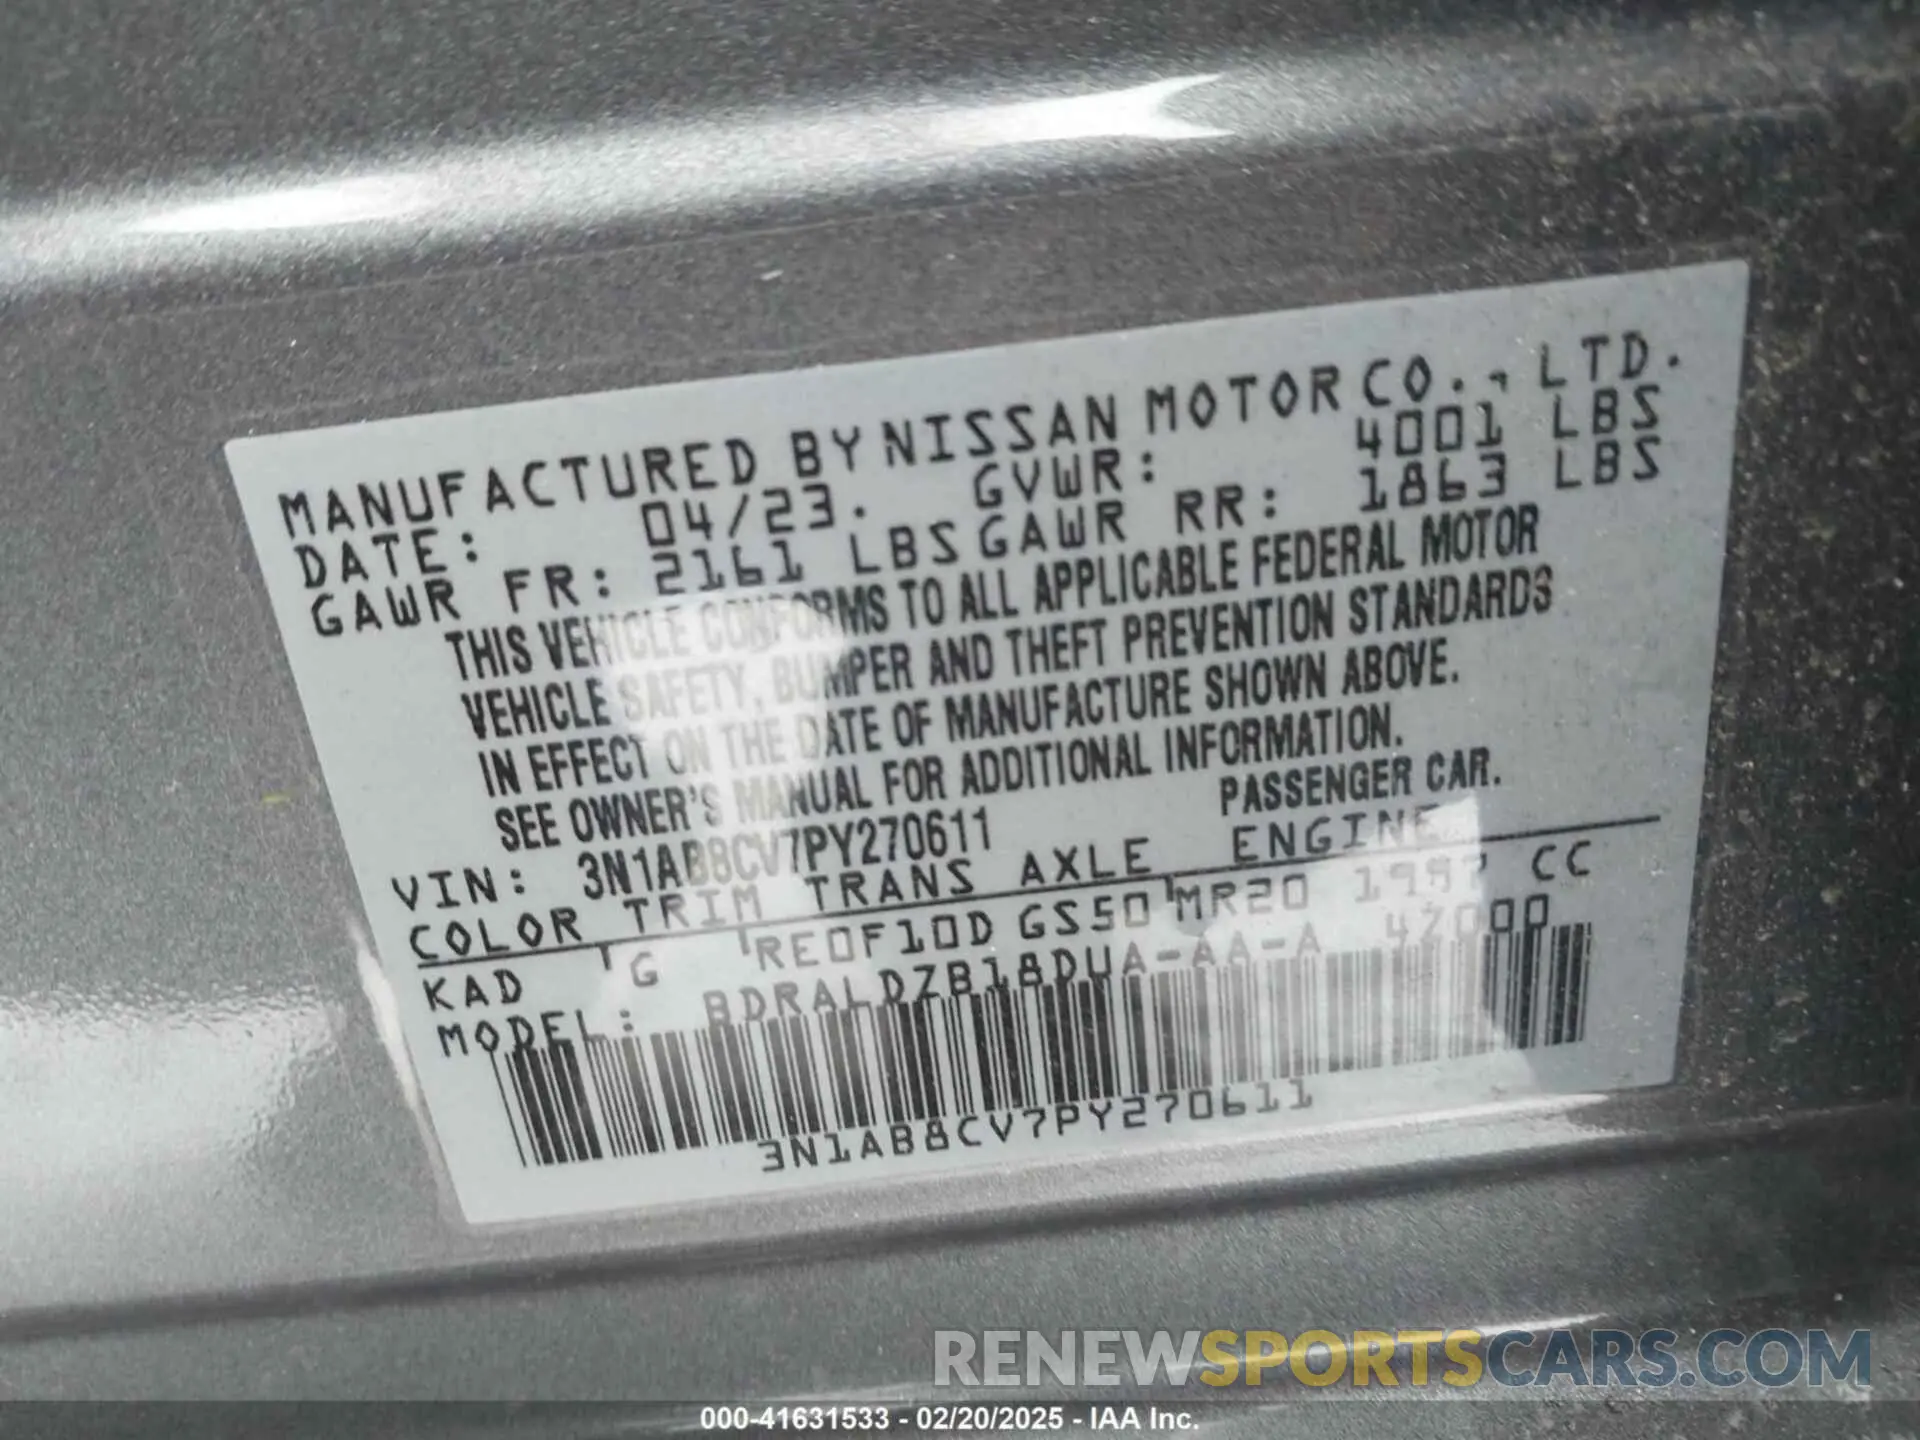 MANUFACTURED BY NISSAN MOTOR CO., LTD.
DATE: 04/23. GVWR: 4001 LBS
GAWR FR: 2161 LBS GAWR RR: 1863 LBS
THIS VEHICLE CONFORMS TO ALL APPLICABLE FEDERAL MOTOR
VEHICLE SAFETY, BUMPER AND THEFT PREVENTION STANDARDS
IN EFFECT ON THE DATE OF MANUFACTURE SHOWN ABOVE.
SEE OWNER'S MANUAL FOR ADDITIONAL INFORMATION.
VIN: 3N1AB8CV7PY270611 PASSENGER CAR.
COLOR TRIM TRANS AXLE ENGINE
KAD G RE0F10D GS50 MR20 1997 CC
MODEL: BDRALDZB18DUA-AA-A 42000
3N1AB8CV7PY270611
RENEWSPORTSCARS.COM
000-41631533 - 02/20/2025 - IAA Inc.